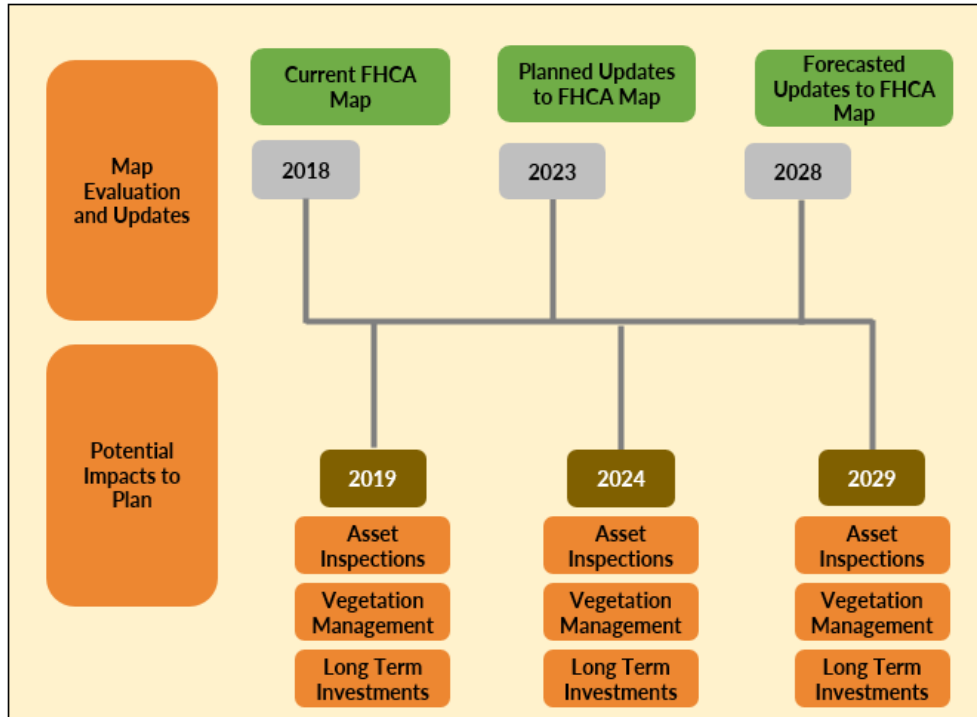 Map
Evaluation
and Updates
Current FHCA
Map
Planned Updates
to FHCA Map
Forecasted
Updates to FHCA
Map
2018
2023
2028
Potential
Impacts to
Plan
2019
2024
2029
Asset
Inspections
Vegetation
Management
Long Term
Investments
Asset
Inspections
Vegetation
Management
Long Term
Investments
Asset
Inspections
Vegetation
Management
Long Term
Investments